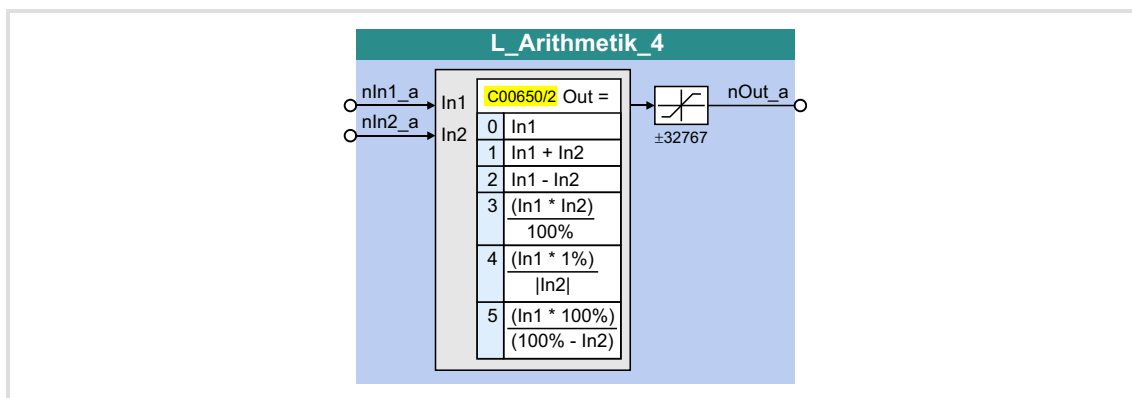 L_Arithmetik_4
nIn1_a
nIn2_a
In1
In2
C00650/2 Out =
0 In1
1 In1 + In2
2 In1 - In2
3 (In1 * In2)
100%
4 (In1 * 1%)
|In2|
5 (In1 * 100%)
(100% - In2)
±32767
nOut_a